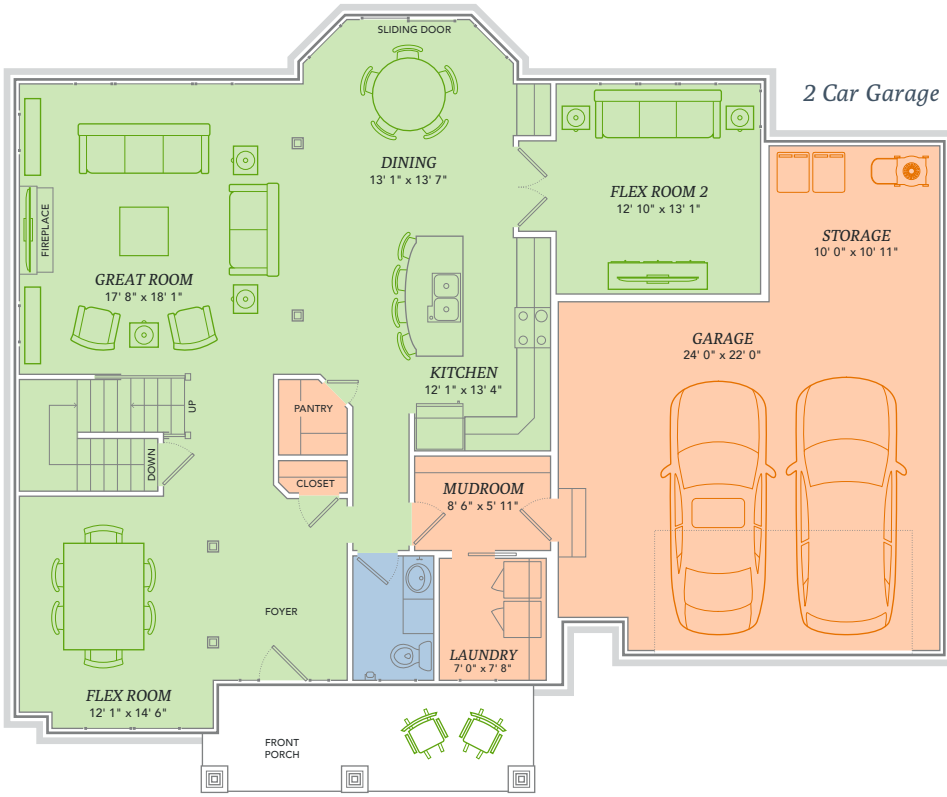 SLIDING DOOR
2 Car Garage
DINING
13' 1" x 13' 7"
FLEX ROOM 2
12' 10" x 13' 1"
FIREPLACE
STORAGE
10' 0" x 10' 11"
GREAT ROOM
17' 8" x 18' 1"
GARAGE
24' 0" x 22' 0"
KITCHEN
12' 1" x 13' 4"
UP
PANTRY
DOWN
CLOSET
MUDROOM
8' 6" x 5' 11"
FOYER
LAUNDRY
7' 0" x 7' 8"
FLEX ROOM
12' 1" x 14' 6"
FRONT
PORCH